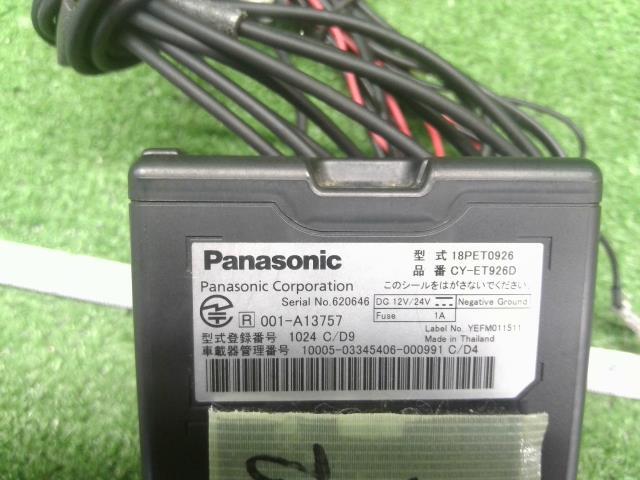 Panasonic
Panasonic Corporation
Serial No.620646
R 001-A13757
型式登録番号 1024 C/D9
車載器管理番号 10005-03345406-000991 C/D4
型 式 18PET0926
品 番 CY-ET926D
このシールをはがさないでください。
DC 12V/24V Negative Ground
Fuse 1A
Label No. YEFM011511
Made in Thailand